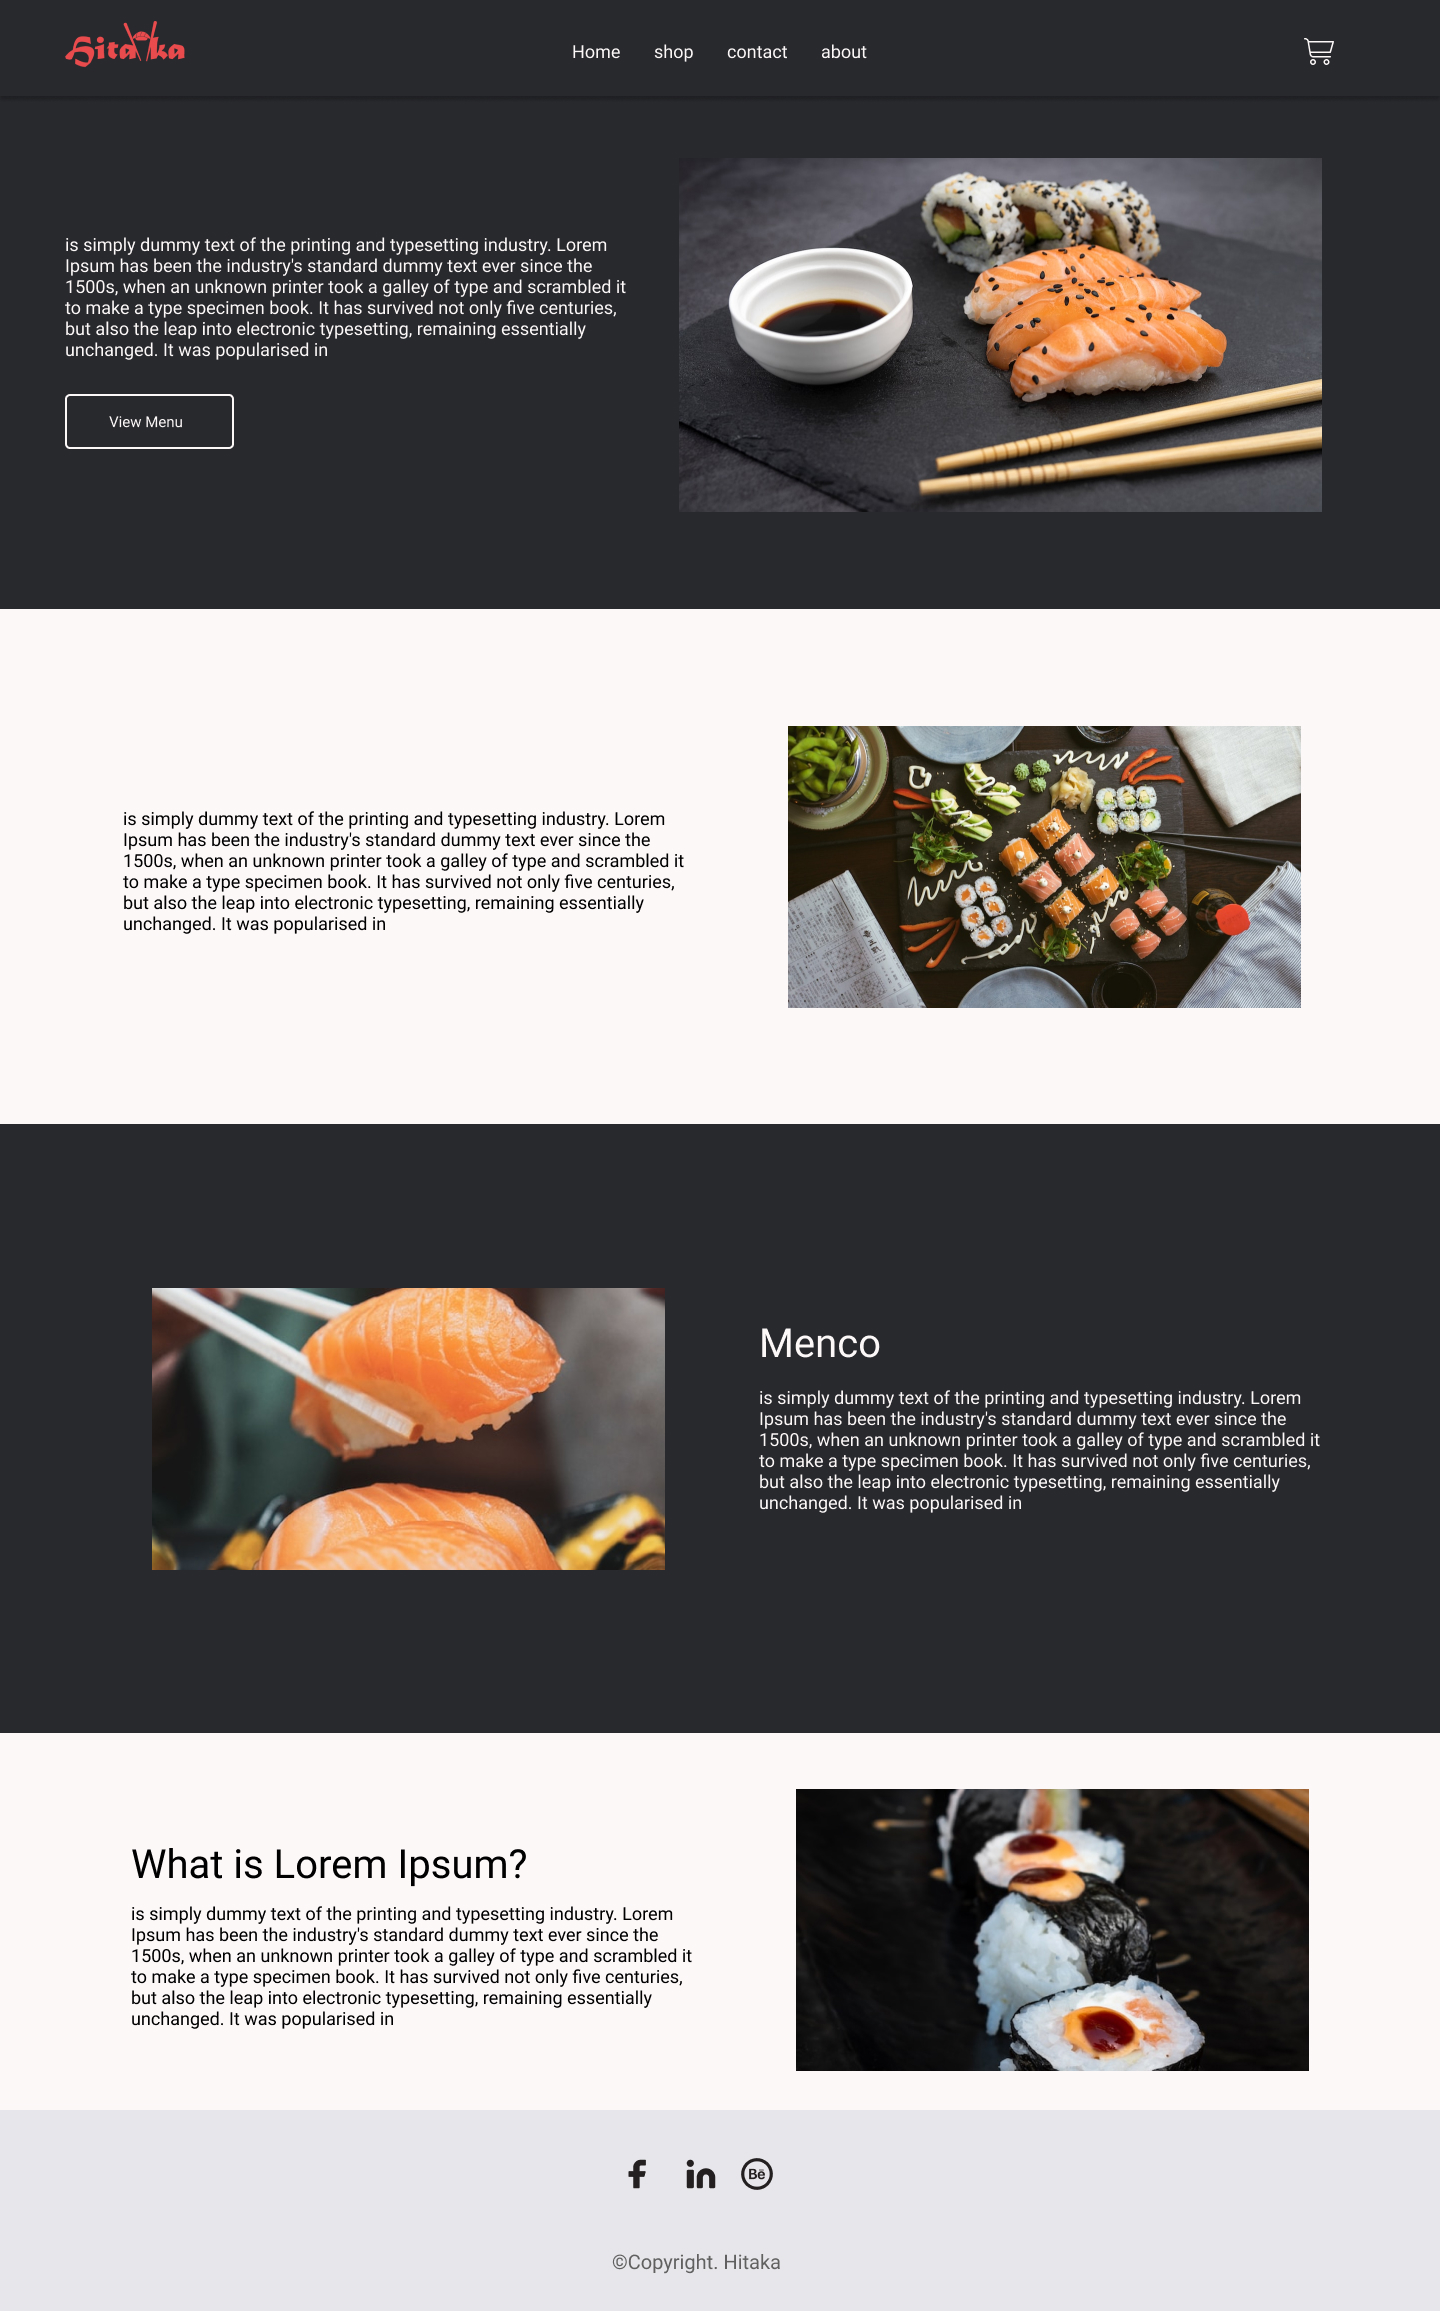 Hitaka
Home shop contact about
is simply dummy text of the printing and typesetting industry. Lorem
Ipsum has been the industry's standard dummy text ever since the
1500s, when an unknown printer took a galley of type and scrambled it
to make a type specimen book. It has survived not only five centuries,
but also the leap into electronic typesetting, remaining essentially
unchanged. It was popularised in
View Menu
is simply dummy text of the printing and typesetting industry. Lorem
Ipsum has been the industry's standard dummy text ever since the
1500s, when an unknown printer took a galley of type and scrambled it
to make a type specimen book. It has survived not only five centuries,
but also the leap into electronic typesetting, remaining essentially
unchanged. It was popularised in
Menco
is simply dummy text of the printing and typesetting industry. Lorem
Ipsum has been the industry's standard dummy text ever since the
1500s, when an unknown printer took a galley of type and scrambled it
to make a type specimen book. It has survived not only five centuries,
but also the leap into electronic typesetting, remaining essentially
unchanged. It was popularised in
What is Lorem Ipsum?
is simply dummy text of the printing and typesetting industry. Lorem
Ipsum has been the industry's standard dummy text ever since the
1500s, when an unknown printer took a galley of type and scrambled it
to make a type specimen book. It has survived not only five centuries,
but also the leap into electronic typesetting, remaining essentially
unchanged. It was popularised in
f in Bē
©Copyright. Hitaka